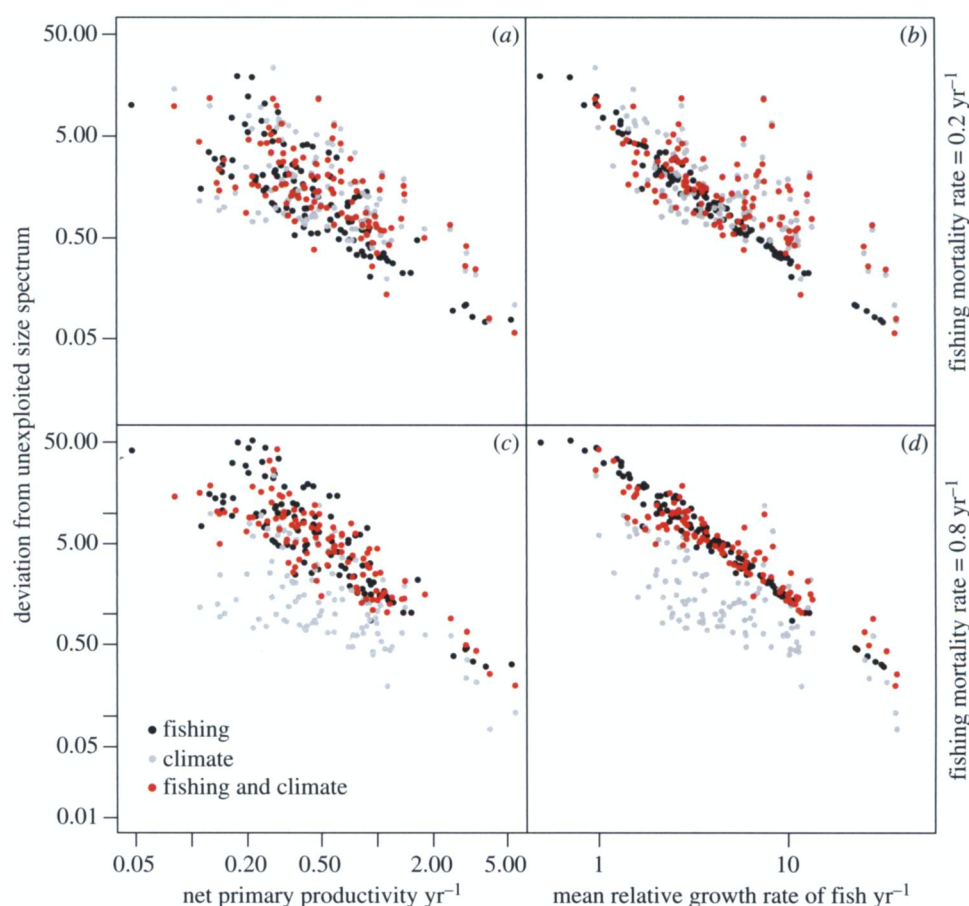 50.00
5.00
0.50
0.05
(a)
(b)
fishing mortality rate = 0.2 yr⁻¹
deviation from unexploited size spectrum
50.00
5.00
0.50
0.05
0.01
(c)
(d)
fishing mortality rate = 0.8 yr⁻¹
fishing
climate
fishing and climate
0.05 0.20 0.50 2.00 5.00
1 10
net primary productivity yr⁻¹
mean relative growth rate of fish yr⁻¹